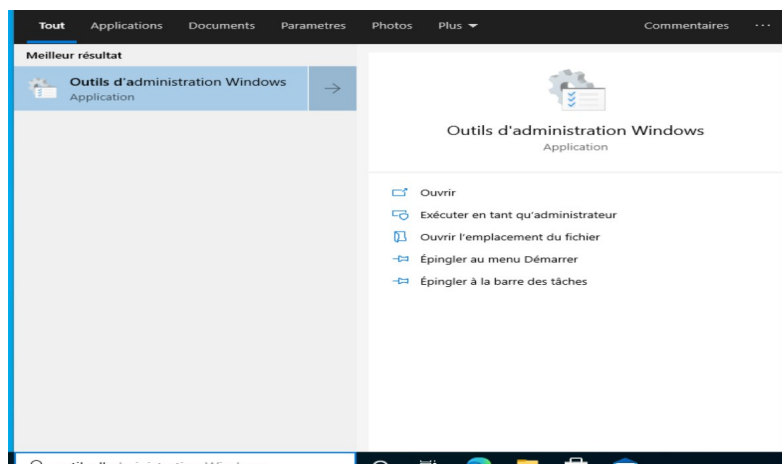 Tout Applications Documents Parametres Photos Plus Commentaires ...
Meilleur résultat
Outils d'administration Windows
Application
Outils d'administration Windows
Application
Ouvrir
Exécuter en tant qu'administrateur
Ouvrir l'emplacement du fichier
Épingler au menu Démarrer
Épingler à la barre des tâches